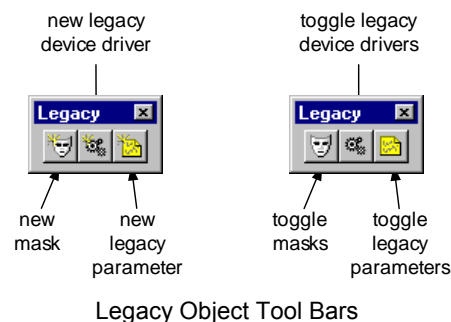 new legacy
device driver
toggle legacy
device drivers
Legacy
Legacy
new
mask
new
legacy
parameter
toggle
masks
toggle
legacy
parameters
Legacy Object Tool Bars